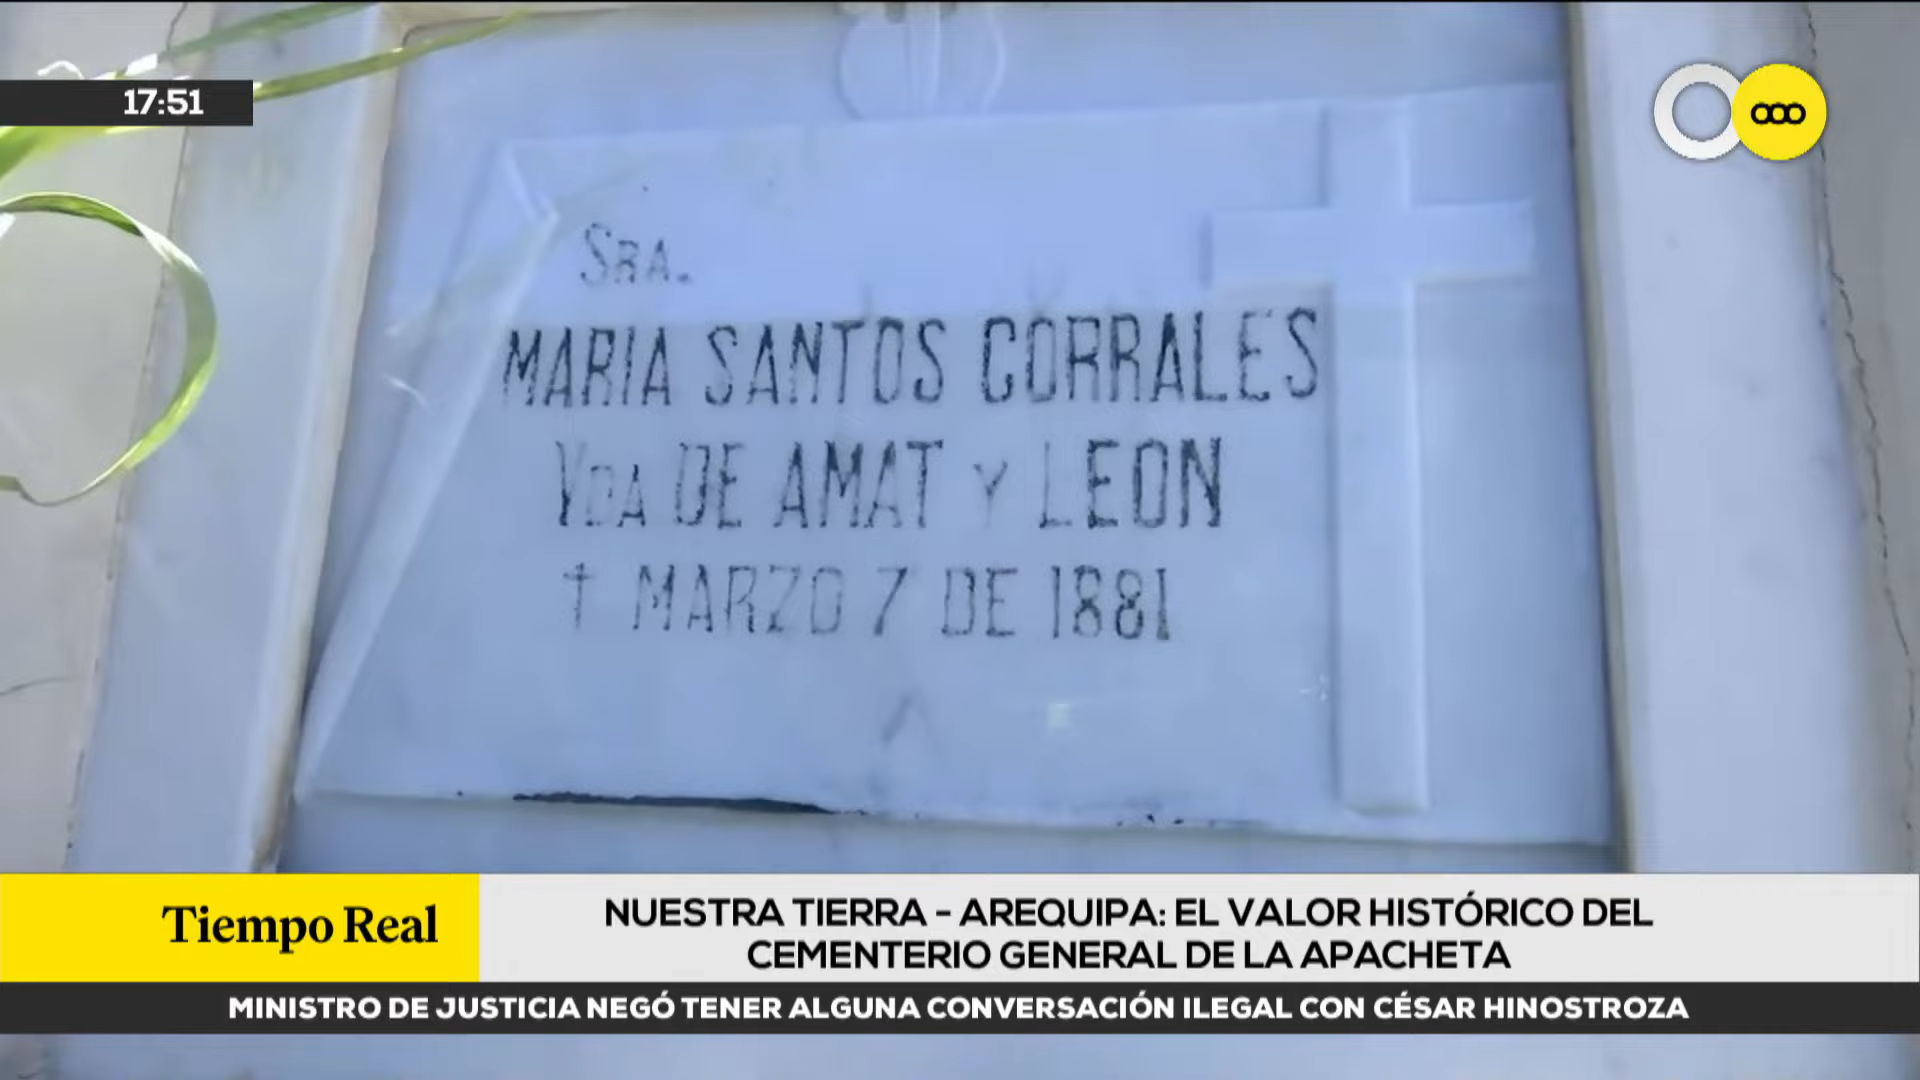 17:51
SRA.
MARIA SANTOS CORRALES
VDA DE AMAT Y LEON
† MARZO 7 DE 1881
Tiempo Real
NUESTRA TIERRA - AREQUIPA: EL VALOR HISTÓRICO DEL
CEMENTERIO GENERAL DE LA APACHETA
MINISTRO DE JUSTICIA NEGÓ TENER ALGUNA CONVERSACIÓN ILEGAL CON CÉSAR HINOSTROZA